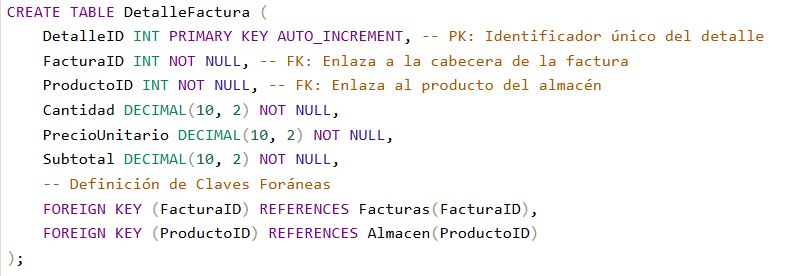 CREATE TABLE DetalleFactura (
    DetalleID INT PRIMARY KEY AUTO_INCREMENT, -- PK: Identificador único del detalle
    FacturaID INT NOT NULL, -- FK: Enlaza a la cabecera de la factura
    ProductoID INT NOT NULL, -- FK: Enlaza al producto del almacén
    Cantidad DECIMAL(10, 2) NOT NULL,
    PrecioUnitario DECIMAL(10, 2) NOT NULL,
    Subtotal DECIMAL(10, 2) NOT NULL,
    -- Definición de Claves Foráneas
    FOREIGN KEY (FacturaID) REFERENCES Facturas(FacturaID),
    FOREIGN KEY (ProductoID) REFERENCES Almacen(ProductoID)
);